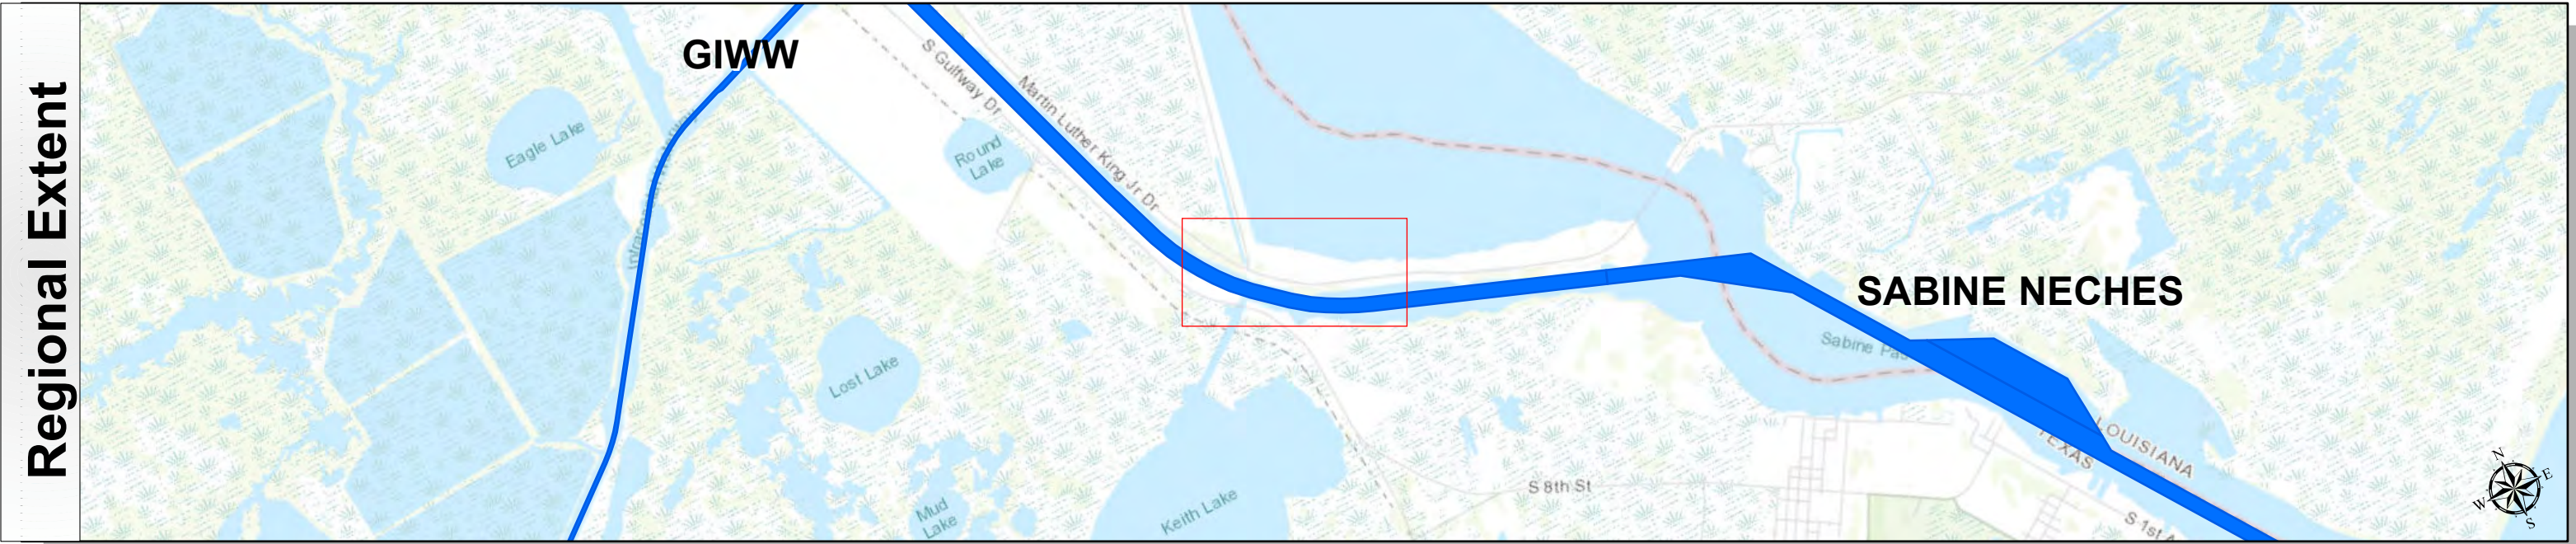 Regional Extent
GIWW
S Gulfway Dr
Martin Luther King Jr Dr
Eagle Lake
Round
Lake
SABINE NECHES
Sabine Pas
Lost Lake
LOUISIANA
TEXAS
S 8th St
Keith Lake
Mud
Lake
S 1st A
N
E
W
S